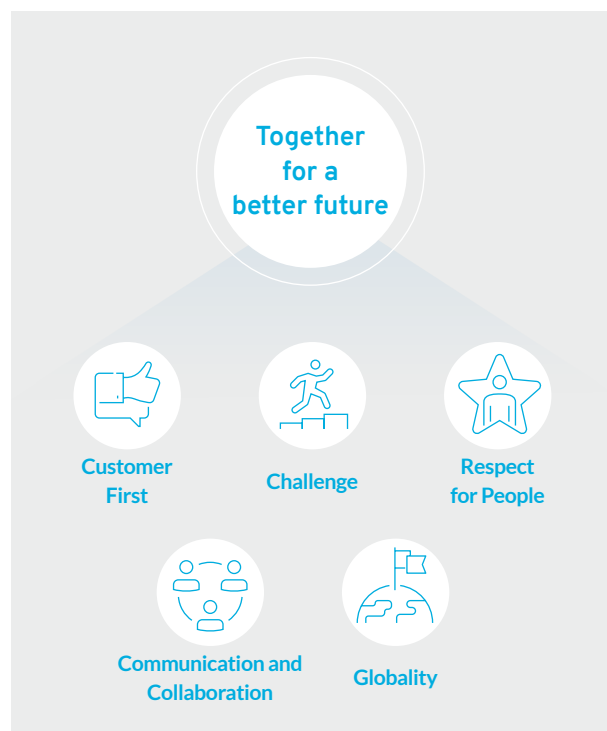 Together
for a
better future
Customer
First
Challenge
Respect
for People
Communication and
Collaboration
Globality